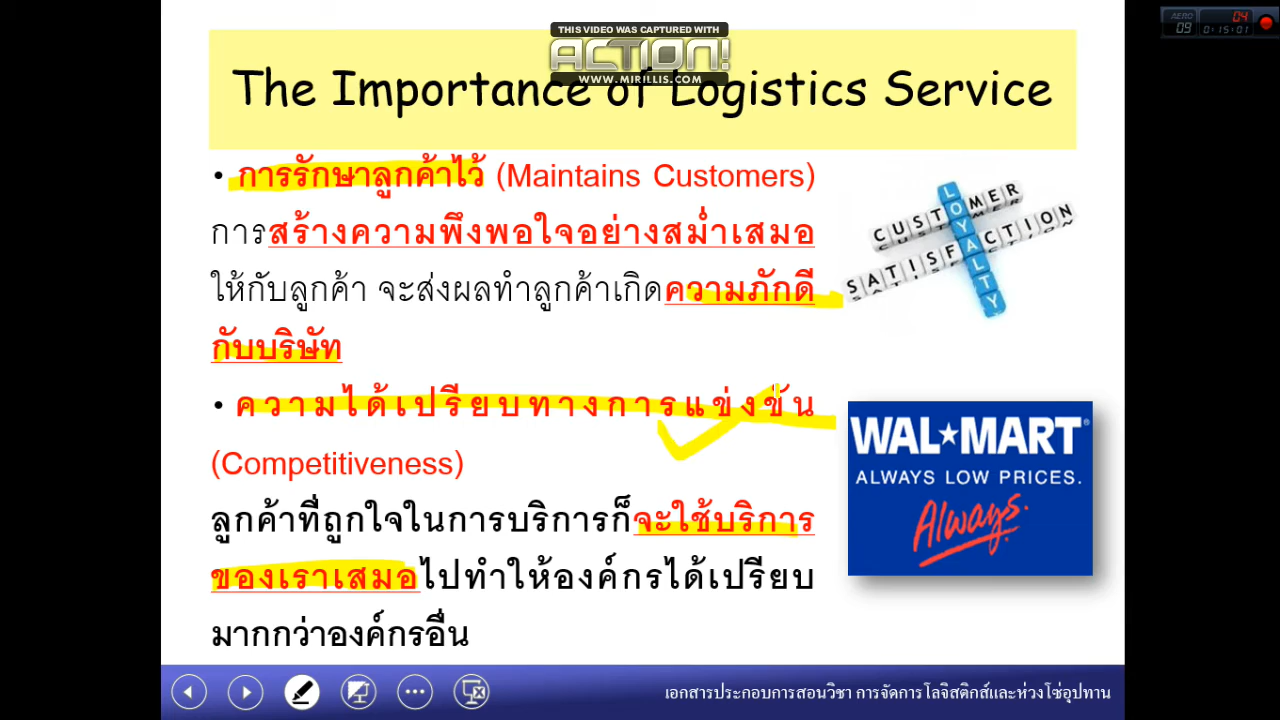 THIS VIDEO WAS CAPTURED WITH
ACTION!
WWW.MIRILLIS.COM
AERO 04
09 0:15:01
The Importance of Logistics Service
• การรักษาลูกค้าไว้ (Maintains Customers)
การสร้างความพึงพอใจอย่างสม่ำเสมอ
ให้กับลูกค้า จะส่งผลทำลูกค้าเกิดความภักดี
กับบริษัท
• ความได้เปรียบทางการแข่งขัน
(Competitiveness)
ลูกค้าที่ถูกใจในการบริการก็จะใช้บริการ
ของเราเสมอไปทำให้องค์กรได้เปรียบ
มากกว่าองค์กรอื่น
CUSTOMER
LOYALTY
SATISFACTION
WAL★MART®
ALWAYS LOW PRICES.
Always.
เอกสารประกอบการสอนวิชา การจัดการโลจิสติกส์และห่วงโซ่อุปทาน